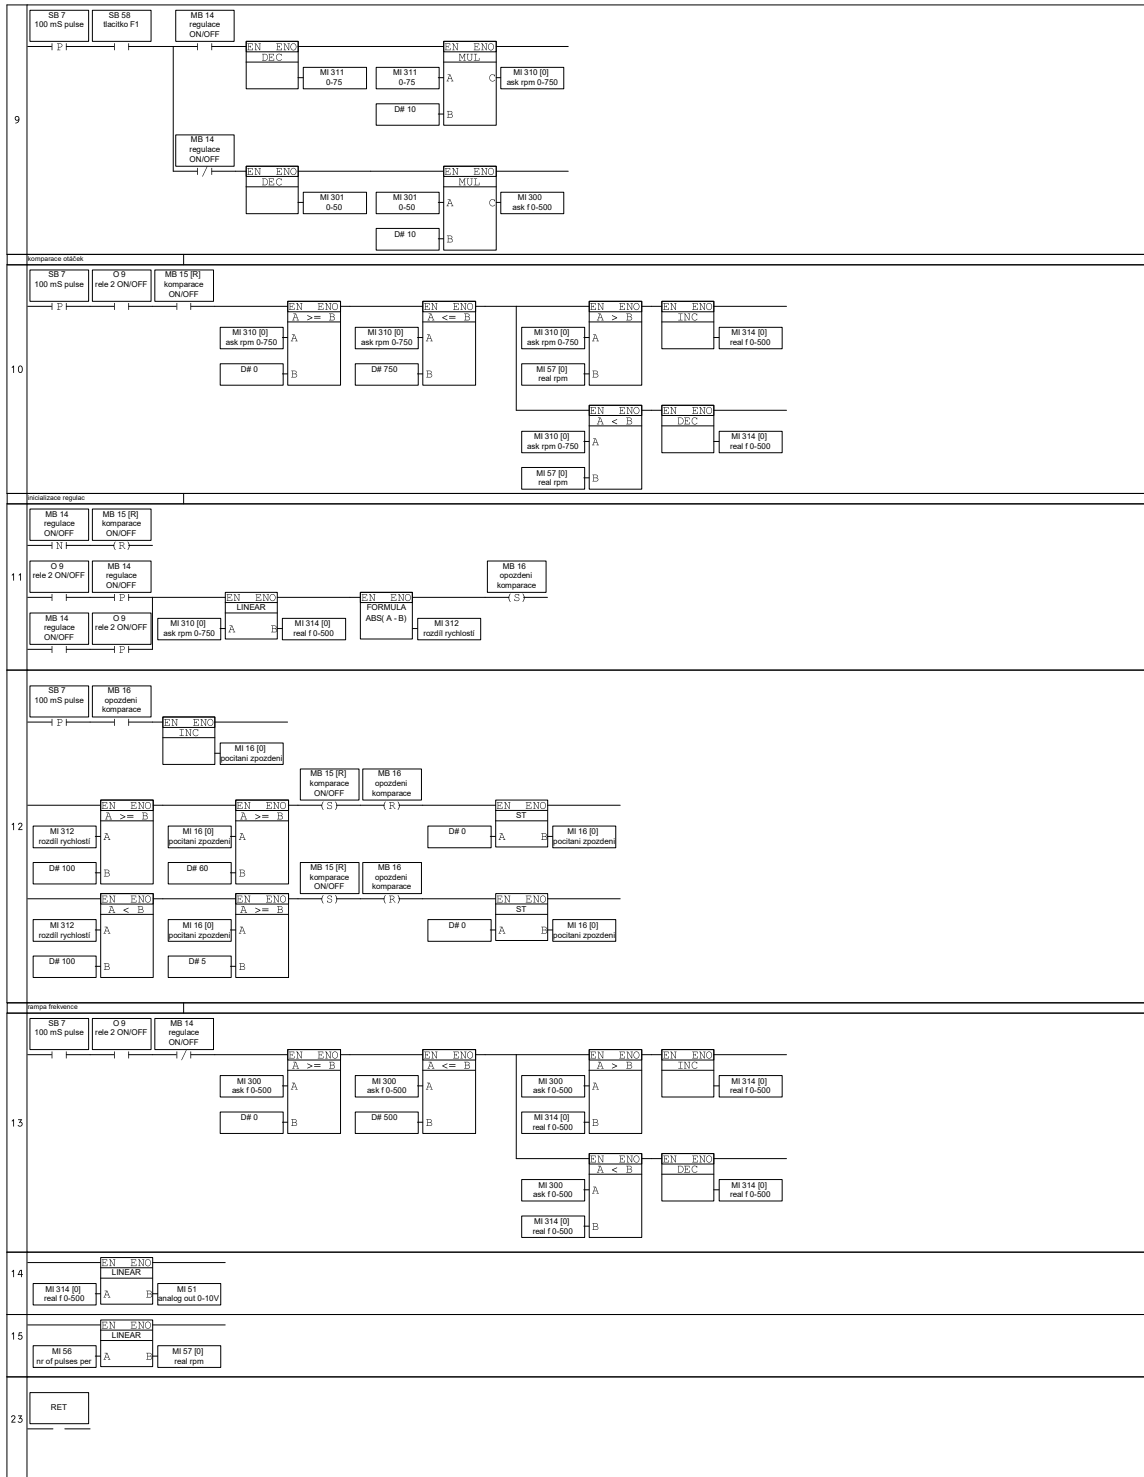 SB 7 SB 58 MB 14
100 mS pulse tlacítko F1 regulace
ON/OFF
P
EN ENO EN ENO
DEC MUL
MI 311 MI 311 A C MI 310 [0]
0-75 0-75 ask rpm 0-750
D# 10 B
9
MB 14
regulace
ON/OFF
/
EN ENO EN ENO
DEC MUL
MI 301 MI 301 A C MI 300
0-50 0-50 ask f 0-500
D# 10 B
komparace otáček
SB 7 O 9 MB 15 [R]
100 mS pulse rele 2 ON/OFF komparace
ON/OFF
P
EN ENO EN ENO EN ENO EN ENO
A >= B A <= B A > B INC
MI 310 [0] A MI 310 [0] A MI 310 [0] A MI 314 [0]
ask rpm 0-750 ask rpm 0-750 ask rpm 0-750 real f 0-500
D# 0 B D# 750 B MI 57 [0] B
real rpm
10
EN ENO EN ENO
A < B DEC
MI 310 [0] A MI 314 [0]
ask rpm 0-750 real f 0-500
MI 57 [0] B
real rpm
inicializace regulac
MB 14 MB 15 [R]
regulace komparace
ON/OFF ON/OFF
N (R)
11
O 9 MB 14 MB 16
rele 2 ON/OFF regulace opozdeni
ON/OFF komparace
P (S)
EN ENO EN ENO
LINEAR FORMULA
ABS( A - B)
MB 14 O 9 MI 310 [0] A B MI 314 [0] MI 312
regulace rele 2 ON/OFF ask rpm 0-750 real f 0-500 rozdíl rychlostí
ON/OFF
P
SB 7 MB 16
100 mS pulse opozdeni
komparace
P
EN ENO
INC
MI 16 [0]
pocitani zpozdeni
12
MB 15 [R] MB 16
komparace opozdeni
ON/OFF komparace
(S) (R)
EN ENO EN ENO EN ENO
A >= B A >= B ST
MI 312 A MI 16 [0] A D# 0 A B MI 16 [0]
rozdíl rychlostí pocitani zpozdeni pocitani zpozdeni
D# 100 B D# 60 B
MB 15 [R] MB 16
komparace opozdeni
ON/OFF komparace
(S) (R)
EN ENO EN ENO EN ENO
A < B A >= B ST
MI 312 A MI 16 [0] A D# 0 A B MI 16 [0]
rozdíl rychlostí pocitani zpozdeni pocitani zpozdeni
D# 100 B D# 5 B
rampa frekvence
SB 7 O 9 MB 14
100 mS pulse rele 2 ON/OFF regulace
ON/OFF
/
EN ENO EN ENO EN ENO EN ENO
A >= B A <= B A > B INC
MI 300 A MI 300 A MI 300 A MI 314 [0]
ask f 0-500 ask f 0-500 ask f 0-500 real f 0-500
D# 0 B D# 500 B MI 314 [0] B
real f 0-500
13
EN ENO EN ENO
A < B DEC
MI 300 A MI 314 [0]
ask f 0-500 real f 0-500
MI 314 [0] B
real f 0-500
14
EN ENO
LINEAR
MI 314 [0] A B MI 51
real f 0-500 analog out 0-10V
15
EN ENO
LINEAR
MI 56 A B MI 57 [0]
nr of pulses per real rpm
23
RET